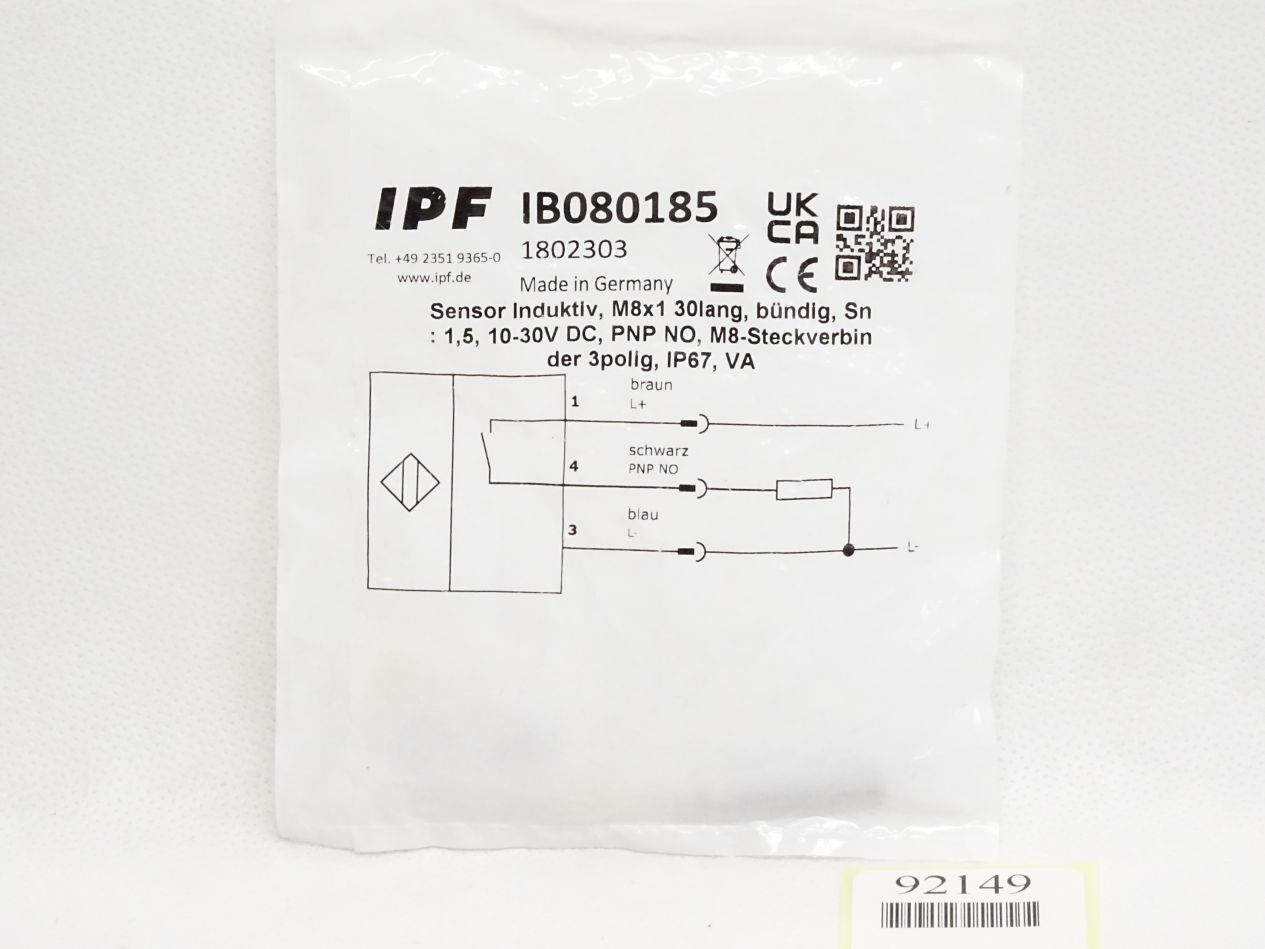 IPF
IB080185
UK
CA
1802303
Tel. +49 2351 9365-0
www.ipf.de
Made in Germany
CE
Sensor Induktiv, M8x1 30lang, bündig, Sn
: 1,5, 10-30V DC, PNP NO, M8-Steckverbin
der 3polig, IP67, VA
1
braun
L+
L+
4
schwarz
PNP NO
3
blau
L-
L-
92149